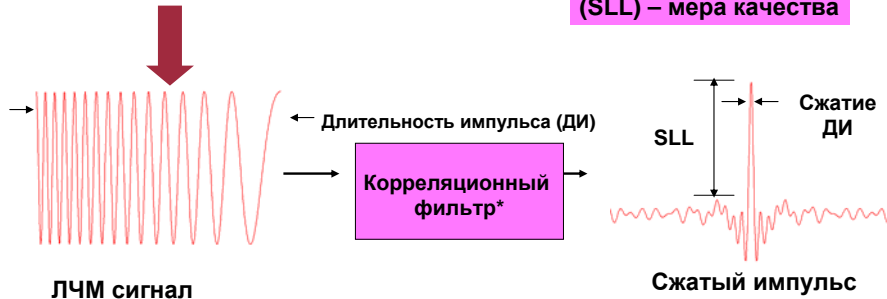 (SLL) – мера качества
Длительность импульса (ДИ)
Сжатие
ДИ
SLL
Корреляционный
фильтр*
ЛЧМ сигнал
Сжатый импульс